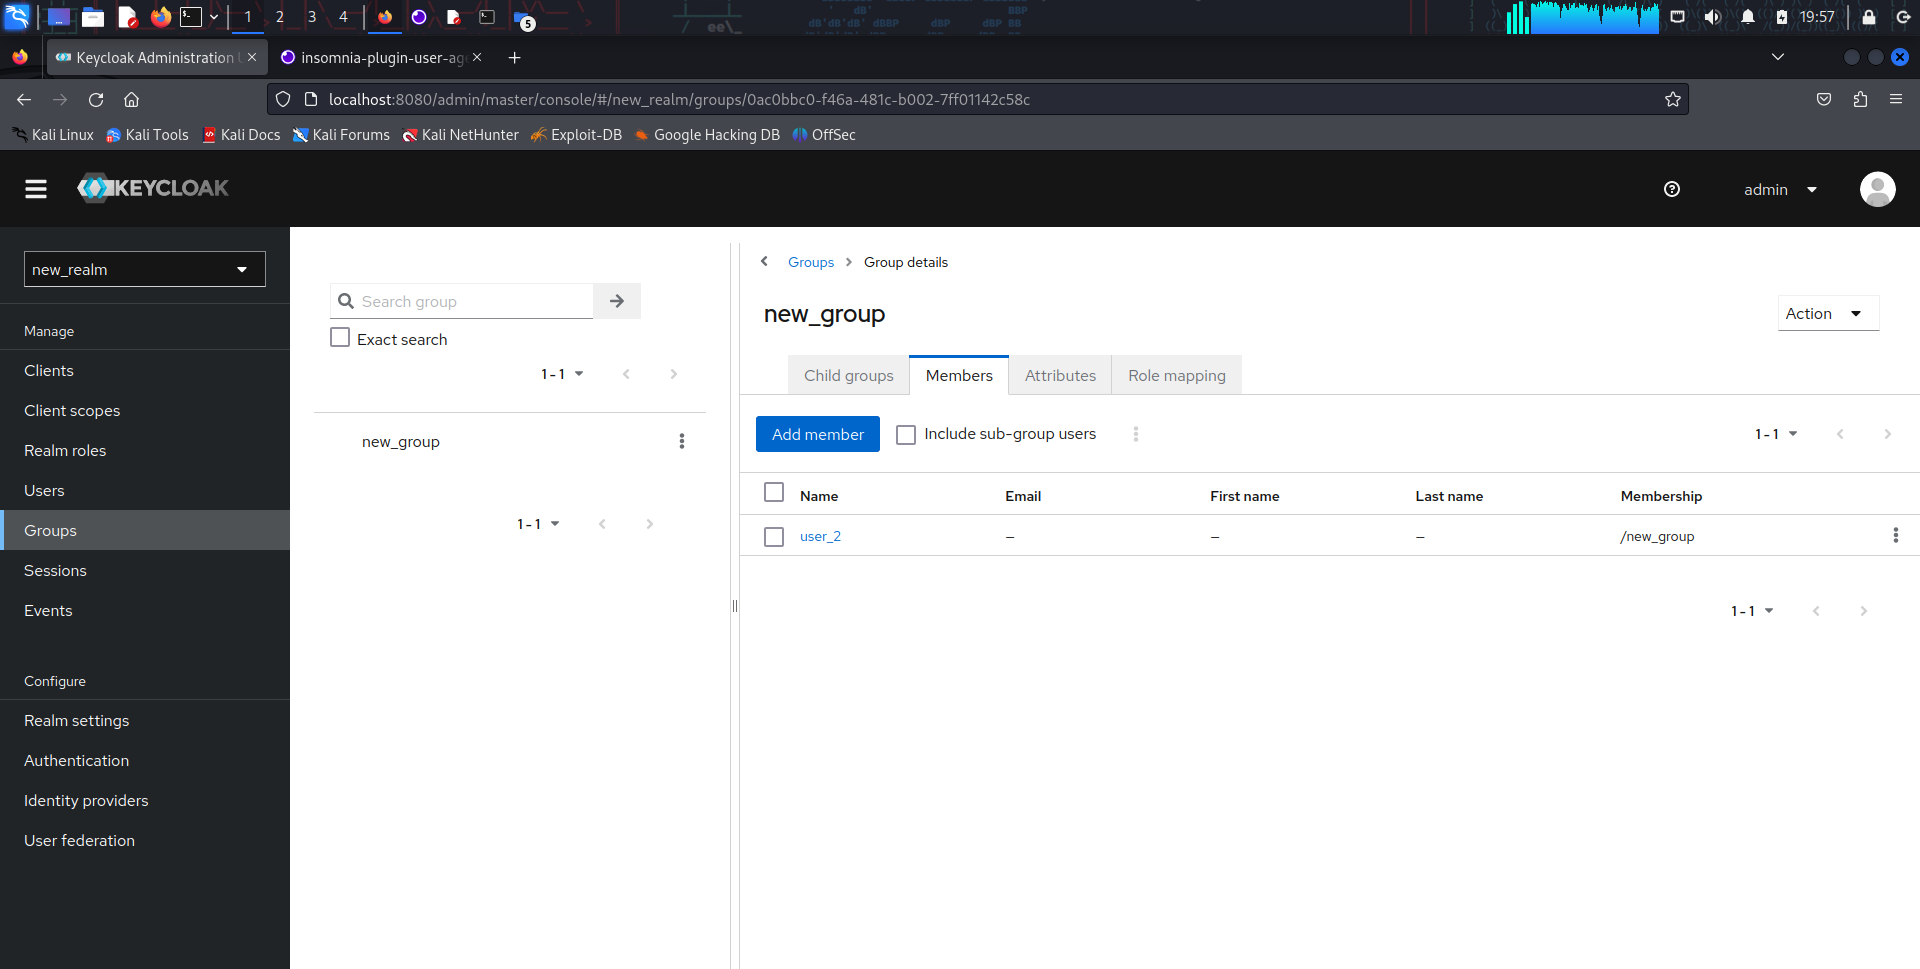 1 2 3 4 5 19:57
Keycloak Administration U
insomnia-plugin-user-age
localhost:8080/admin/master/console/#/new_realm/groups/0ac0bbc0-f46a-481c-b002-7ff01142c58c
Kali Linux Kali Tools Kali Docs Kali Forums Kali NetHunter Exploit-DB Google Hacking DB OffSec
KEYCLOAK
admin
new_realm
Manage
Clients
Client scopes
Realm roles
Users
Groups
Sessions
Events
Configure
Realm settings
Authentication
Identity providers
User federation
Search group
Exact search
1 - 1
new_group
1 - 1
Groups > Group details
new_group
Action
Child groups Members Attributes Role mapping
Add member Include sub-group users 1 - 1
Name Email First name Last name Membership
user_2 – – – /new_group
1 - 1